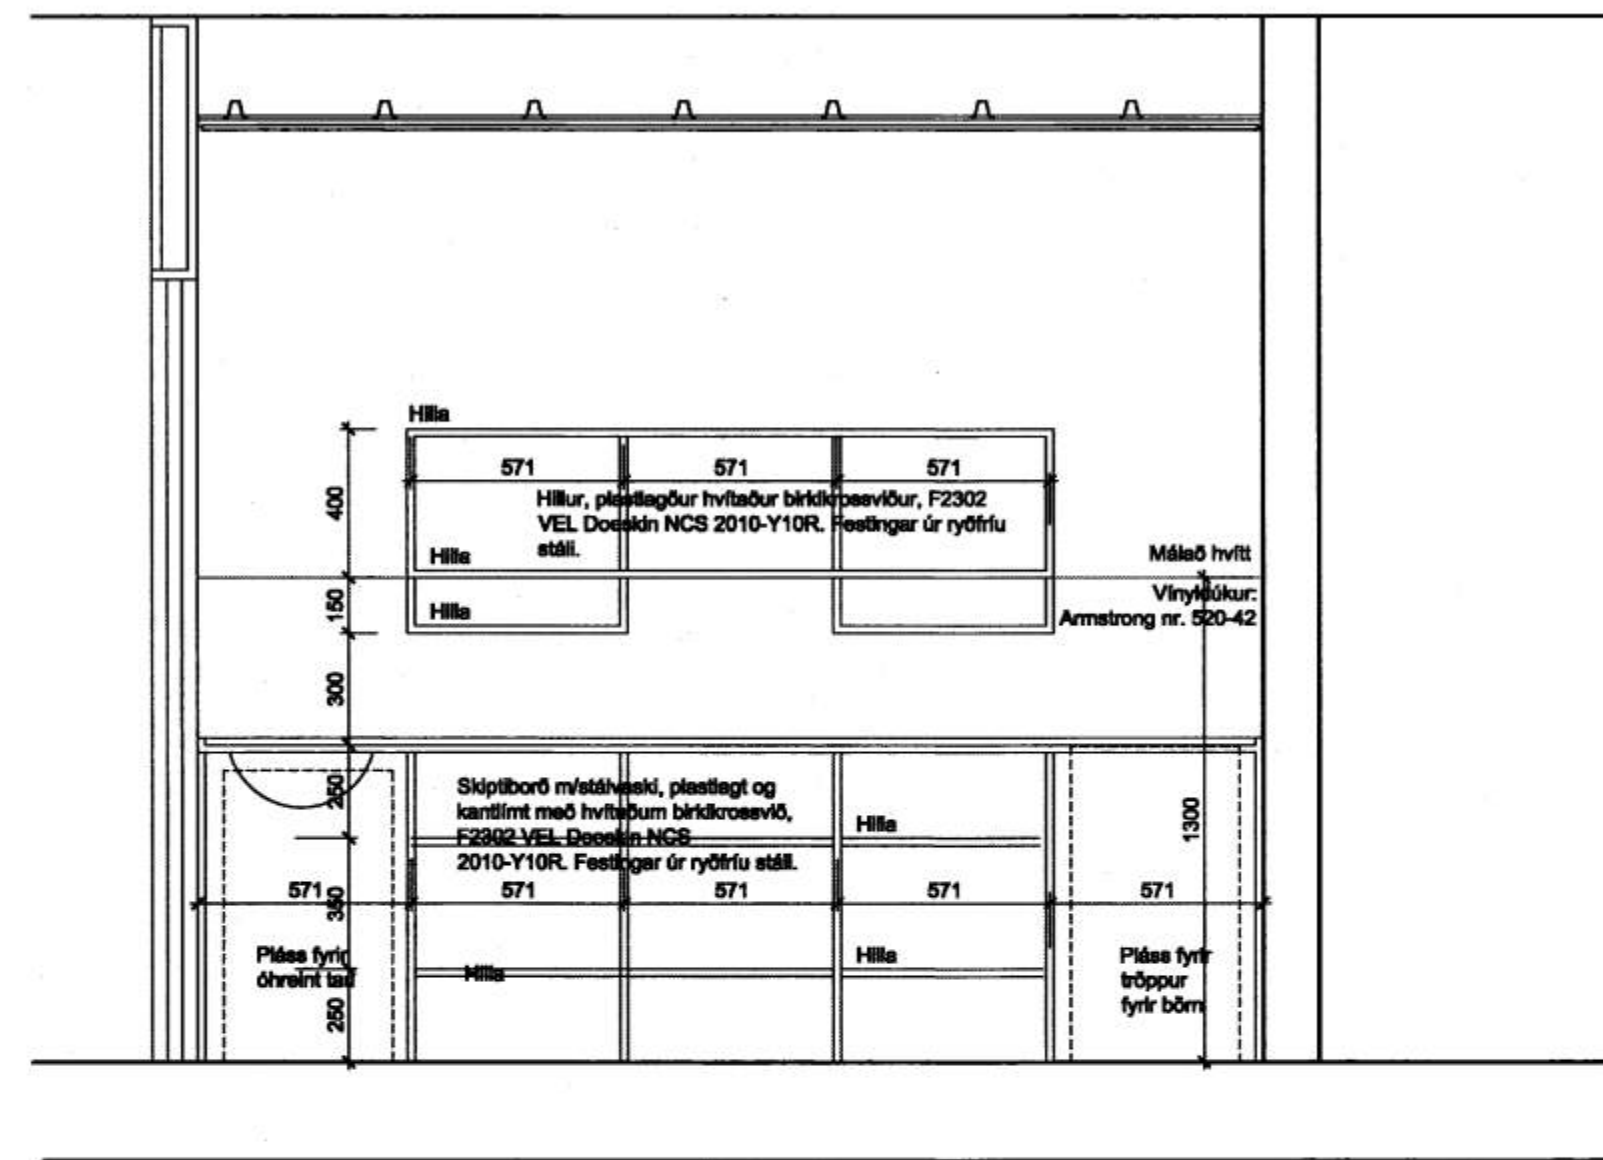 Hilla
571
571
571
400
Hillur, plastlagður hvítaður birkikrossviður, F2302
VEL Doeskin NCS 2010-Y10R. Festingar úr ryðfríu
stáli.
Hilla
Málað hvítt
150
Hilla
Vínyldúkur:
Armstrong nr. 520-42
300
250
Skiptiborð m/stálvaski, plastlagt og
kantlímt með hvítuðum birkikrossvið,
F2302 VEL Doeskin NCS
2010-Y10R. Festingar úr ryðfríu stáli.
Hilla
1300
571
350
571
571
571
571
Pláss fyrir
óhreint tau
Hilla
Hilla
Pláss fyrir
tröppur
fyrir börn
250